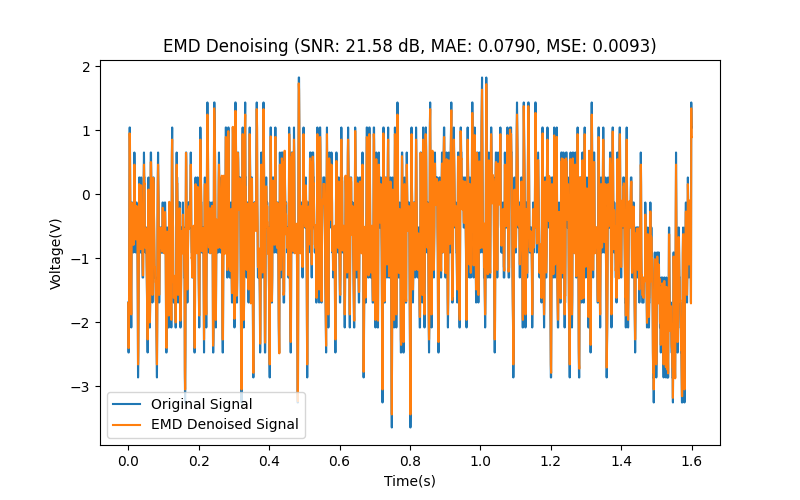 EMD Denoising (SNR: 21.58 dB, MAE: 0.0790, MSE: 0.0093)
2
1
0
−1
−2
−3
Voltage(V)
Original Signal
EMD Denoised Signal
0.0 0.2 0.4 0.6 0.8 1.0 1.2 1.4 1.6
Time(s)